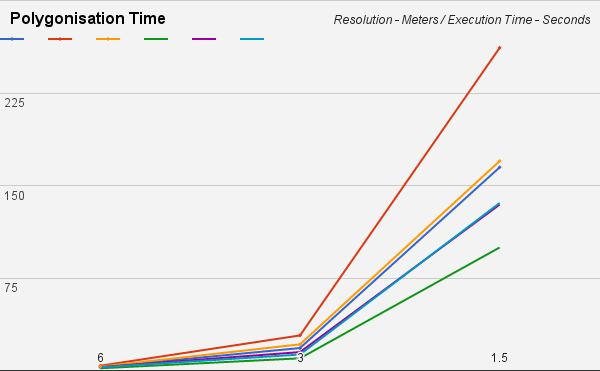 Polygonisation Time
Resolution - Meters / Execution Time - Seconds
225
150
75
6 3 1.5